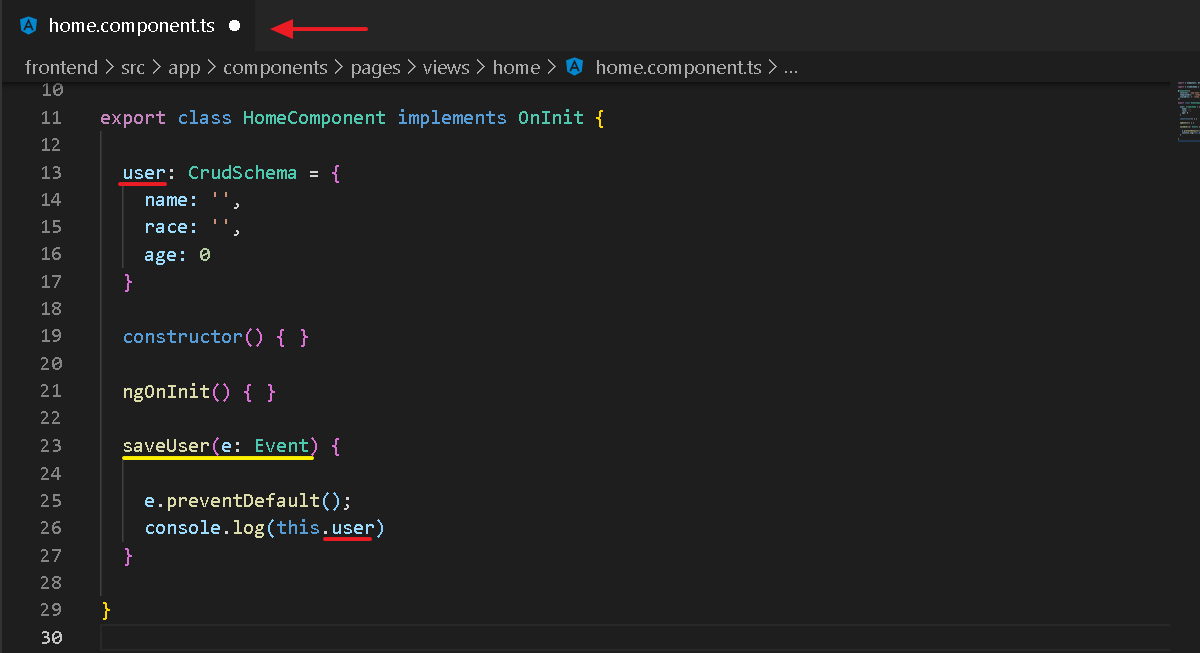 home.component.ts
frontend > src > app > components > pages > views > home > home.component.ts > ...
10
11 export class HomeComponent implements OnInit {
12
13 user: CrudSchema = {
14 name: '',
15 race: '',
16 age: 0
17 }
18
19 constructor() { }
20
21 ngOnInit() { }
22
23 saveUser(e: Event) {
24
25 e.preventDefault();
26 console.log(this.user)
27 }
28
29 }
30